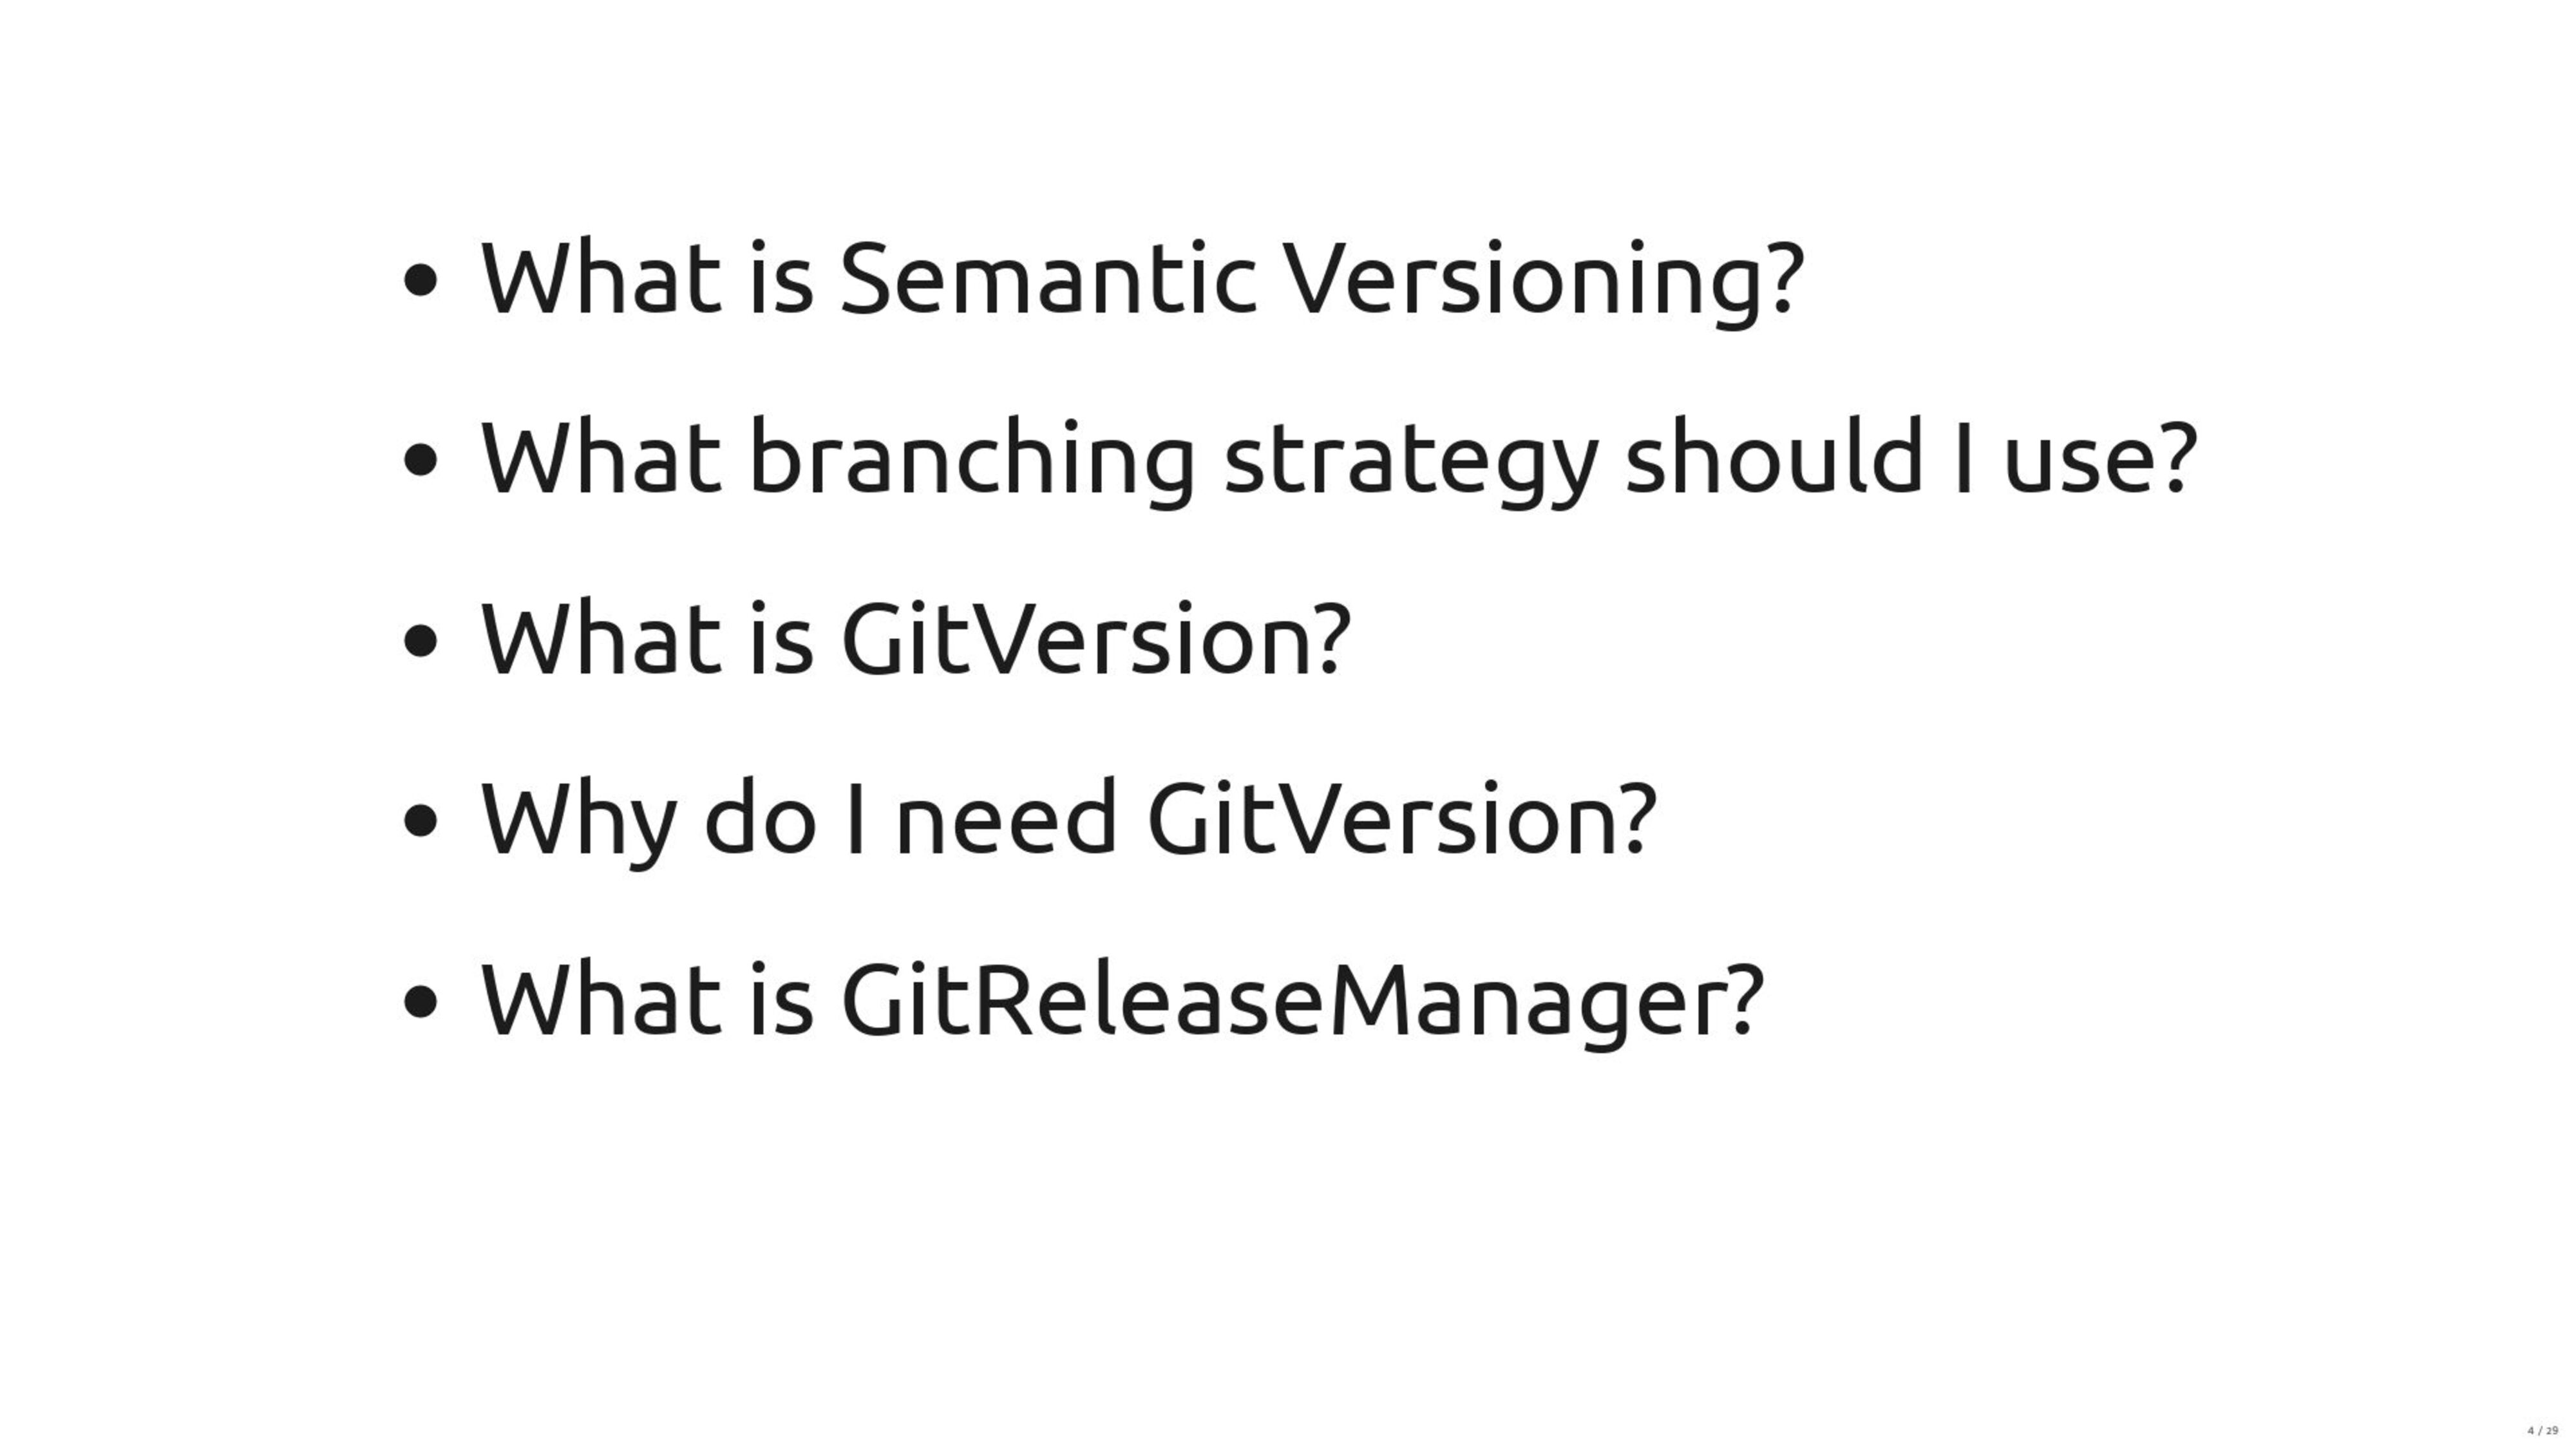 • What is Semantic Versioning?
• What branching strategy should I use?
• What is GitVersion?
• Why do I need GitVersion?
• What is GitReleaseManager?
4 / 29